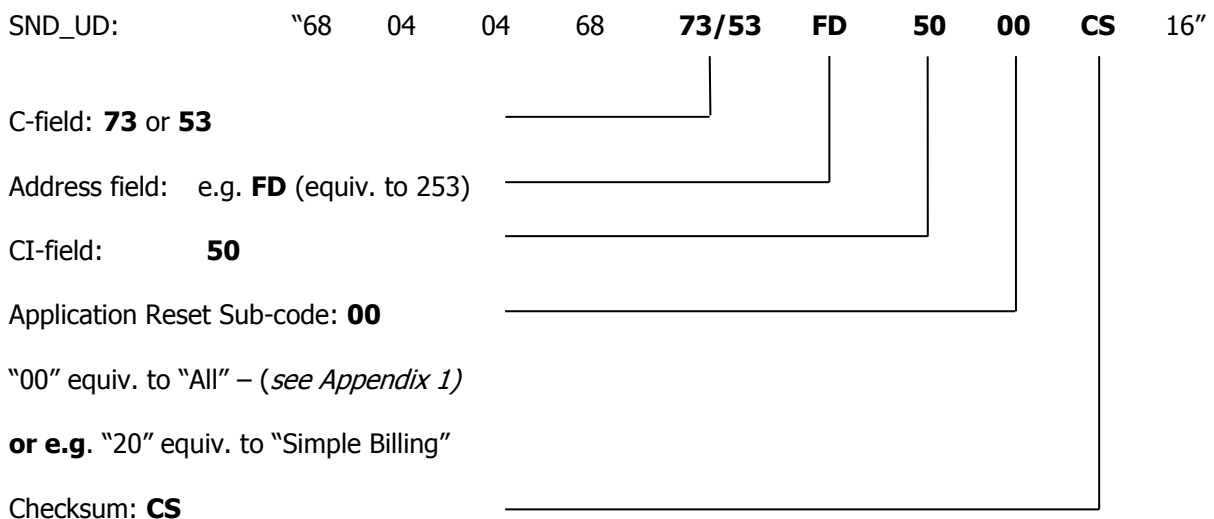 SND_UD: “68 04 04 68 73/53 FD 50 00 CS 16”
C-field: 73 or 53
Address field: e.g. FD (equiv. to 253)
CI-field: 50
Application Reset Sub-code: 00
“00” equiv. to “All” – (see Appendix 1)
or e.g. “20” equiv. to “Simple Billing”
Checksum: CS